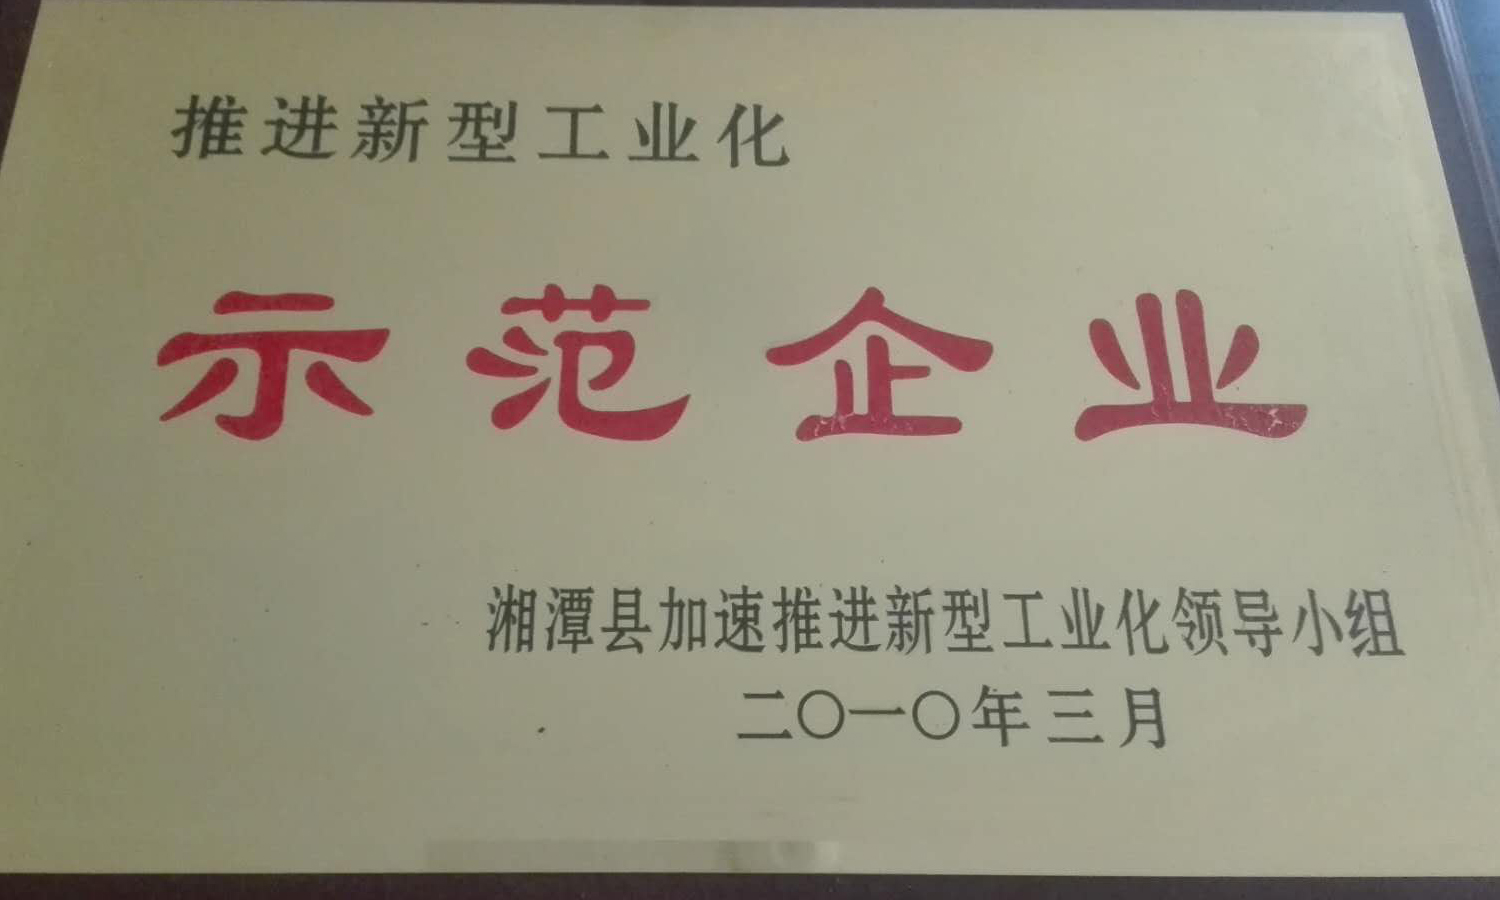 推进新型工业化
示范企业
湘潭县加速推进新型工业化领导小组
二〇一〇年三月